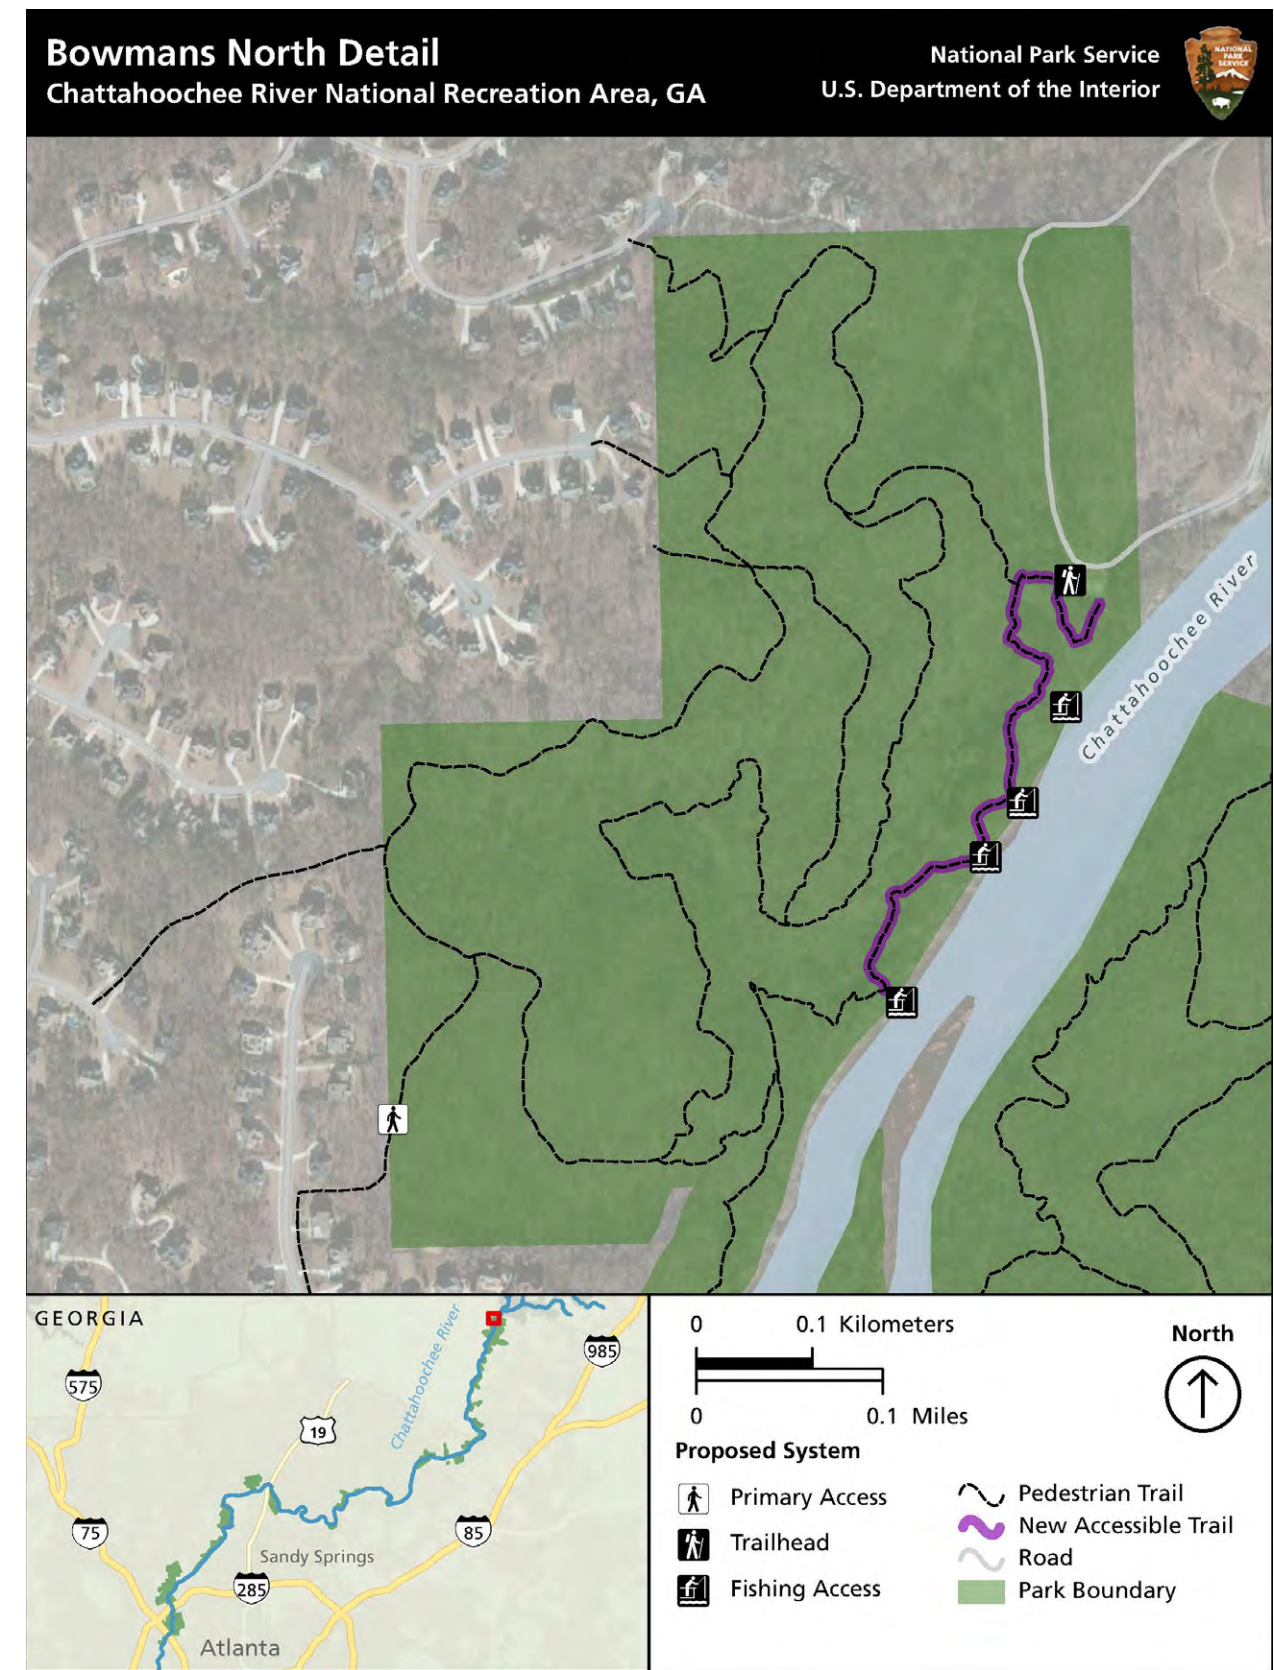 Bowmans North Detail
Chattahoochee River National Recreation Area, GA
National Park Service
U.S. Department of the Interior
NATIONAL
PARK
SERVICE
Chattahoochee River
GEORGIA
Chattahoochee River
985
575
19
75
85
Sandy Springs
285
Atlanta
0 0.1 Kilometers
0 0.1 Miles
North
Proposed System
Primary Access
Trailhead
Fishing Access
Pedestrian Trail
New Accessible Trail
Road
Park Boundary